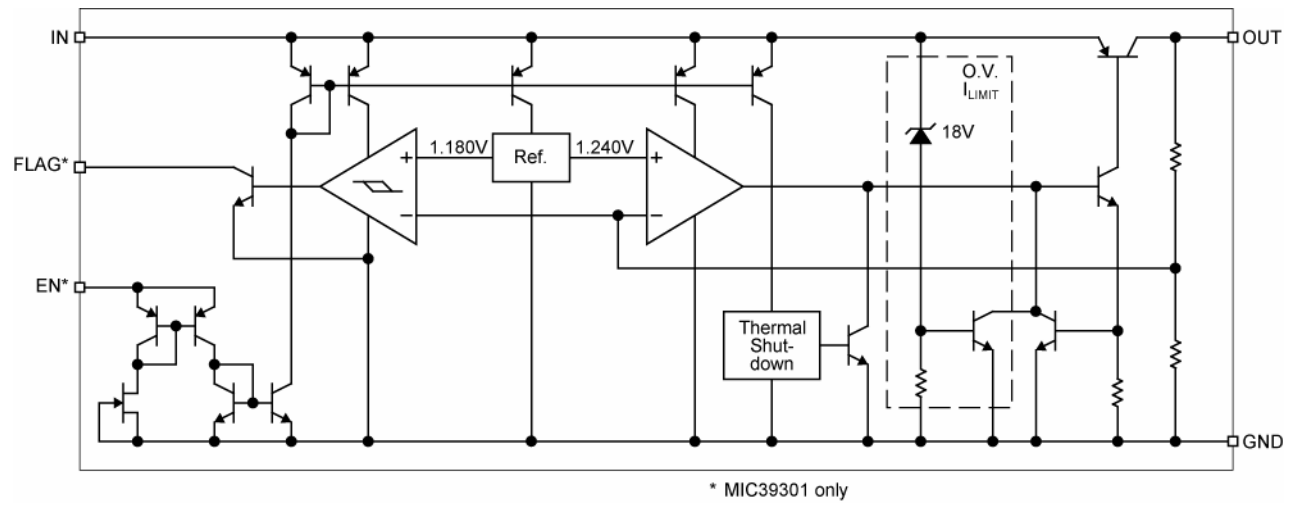 IN
OUT
O.V.
ILIMIT
18V
FLAG*
+
1.180V
Ref.
1.240V
+
−
−
EN*
Thermal
Shut-
down
GND
* MIC39301 only